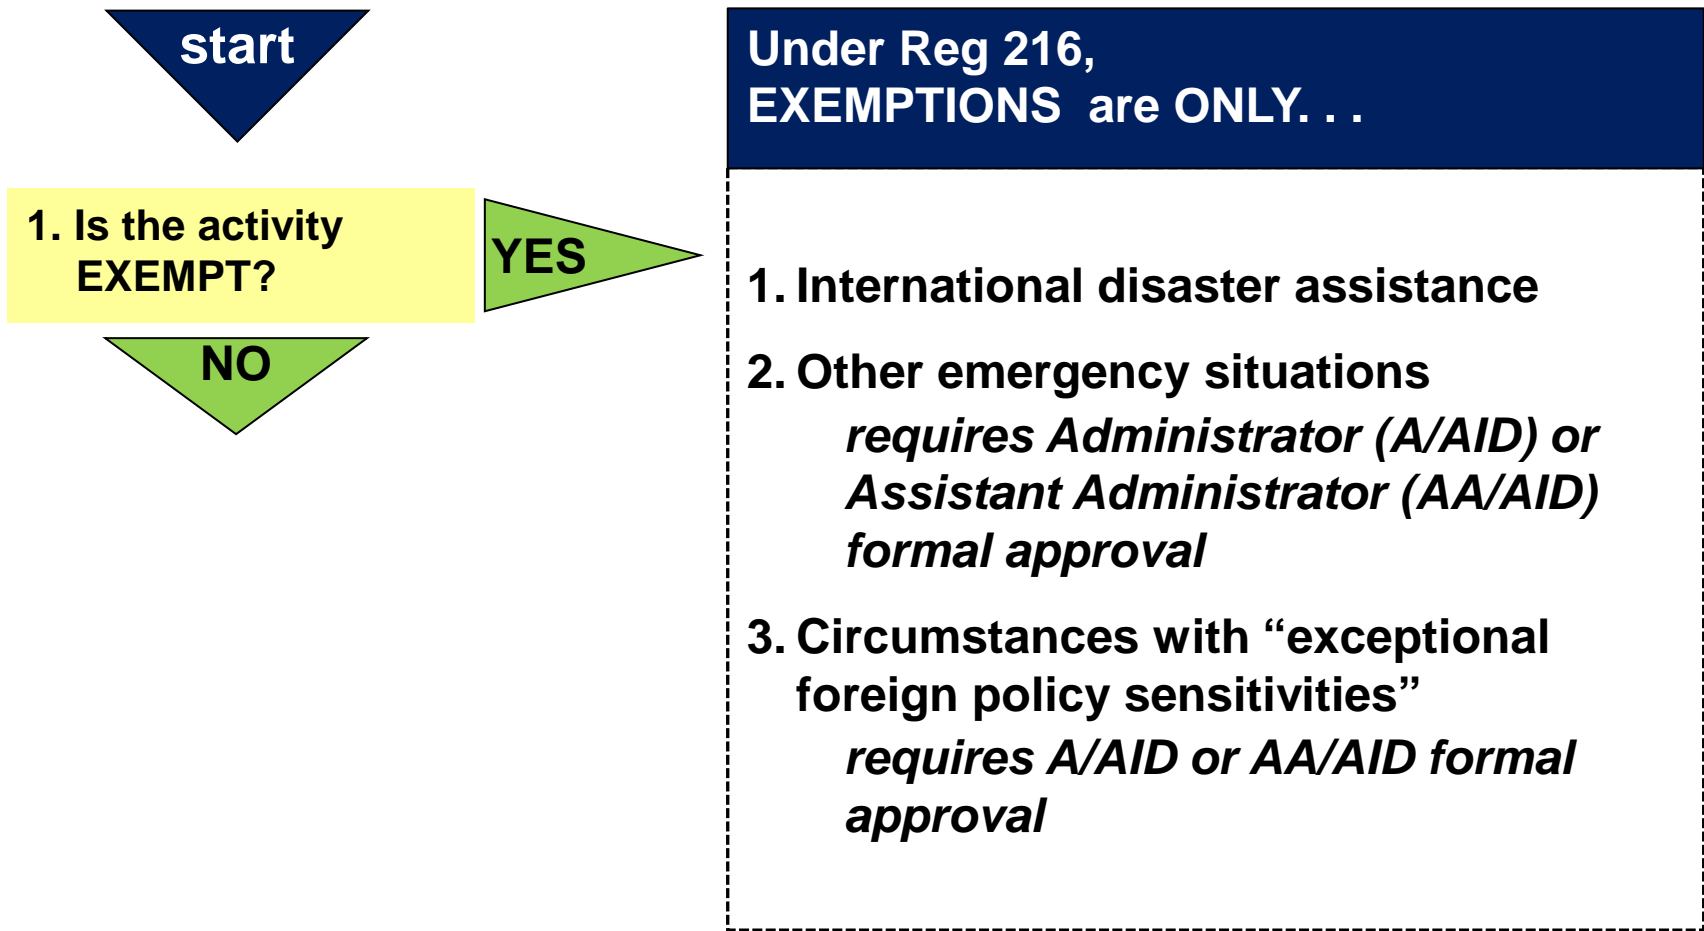 start
1. Is the activity
EXEMPT?
YES
NO
Under Reg 216,
EXEMPTIONS are ONLY. . .
1. International disaster assistance
2. Other emergency situations
requires Administrator (A/AID) or
Assistant Administrator (AA/AID)
formal approval
3. Circumstances with “exceptional
foreign policy sensitivities”
requires A/AID or AA/AID formal
approval